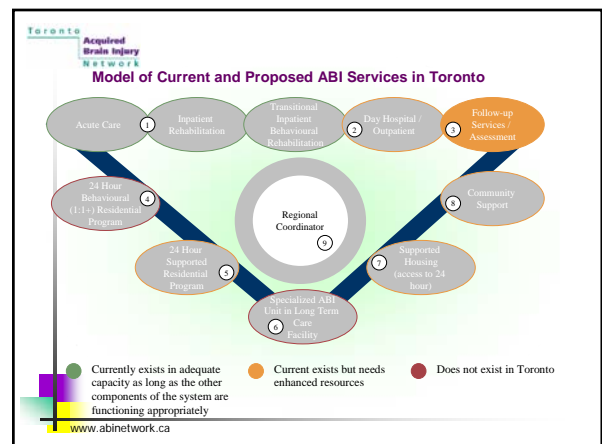 Toronto
Acquired
Brain Injury
Network
Model of Current and Proposed ABI Services in Toronto
Acute Care
1
Inpatient
Rehabilitation
Transitional
Inpatient
Behavioural
Rehabilitation
2
Day Hospital /
Outpatient
3
Follow-up
Services /
Assessment
24 Hour
Behavioural
(1:1+) Residential
Program
4
Regional
Coordinator
9
Community
Support
8
24 Hour
Supported
Residential
Program
5
Supported
Housing
(access to 24
hour)
7
Specialized ABI
Unit in Long Term
Care
Facility
6
Currently exists in adequate
capacity as long as the other
components of the system are
functioning appropriately
Current exists but needs
enhanced resources
Does not exist in Toronto
www.abinetwork.ca